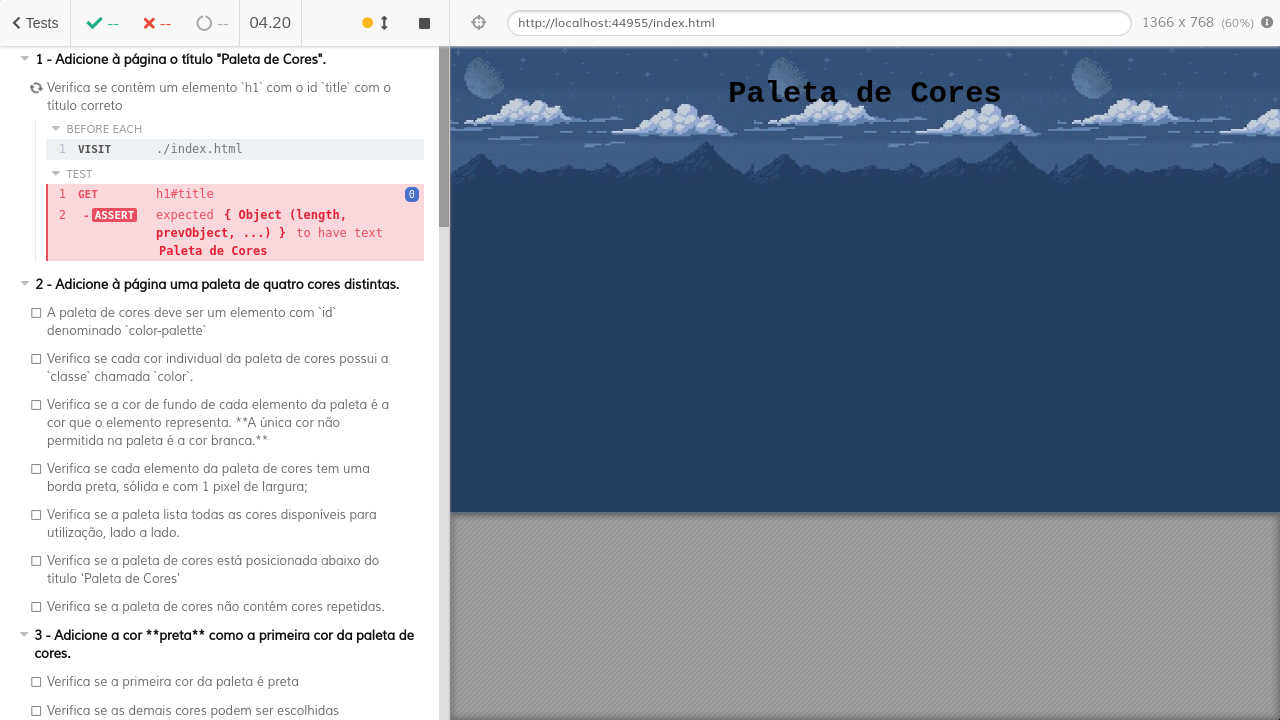 Tests -- -- -- 04.20 http://localhost:44955/index.html 1366 x 768 (60%)
1 - Adicione à página o título "Paleta de Cores".
Verifica se contém um elemento `h1` com o id `title` com o
título correto
BEFORE EACH
1 VISIT ./index.html
TEST
1 GET h1#title 0
2 -ASSERT expected { Object (length,
prevObject, ...) } to have text
Paleta de Cores
2 - Adicione à página uma paleta de quatro cores distintas.
A paleta de cores deve ser um elemento com `id`
denominado `color-palette`
Verifica se cada cor individual da paleta de cores possui a
`classe` chamada `color`.
Verifica se a cor de fundo de cada elemento da paleta é a
cor que o elemento representa. **A única cor não
permitida na paleta é a cor branca.**
Verifica se cada elemento da paleta de cores tem uma
borda preta, sólida e com 1 pixel de largura;
Verifica se a paleta lista todas as cores disponíveis para
utilização, lado a lado.
Verifica se a paleta de cores está posicionada abaixo do
título 'Paleta de Cores'
Verifica se a paleta de cores não contém cores repetidas.
3 - Adicione a cor **preta** como a primeira cor da paleta de
cores.
Verifica se a primeira cor da paleta é preta
Verifica se as demais cores podem ser escolhidas
Paleta de Cores